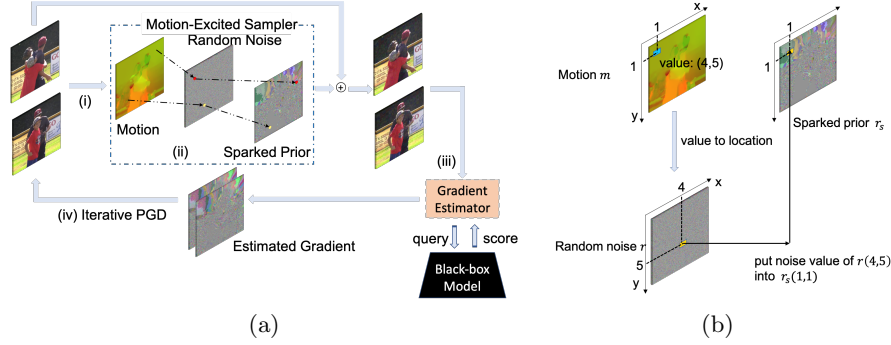 Motion-Excited Sampler
Random Noise
(i)
Motion
(ii)
Sparked Prior
(iii)
(iv) Iterative PGD
Estimated Gradient
Gradient
Estimator
query
score
Black-box
Model
(a)
x
1
1
value: (4,5)
Motion m
y
value to location
x
1
1
y
Sparked prior r_s
4
x
Random noise r
5
y
put noise value of r(4,5)
into r_s(1,1)
(b)